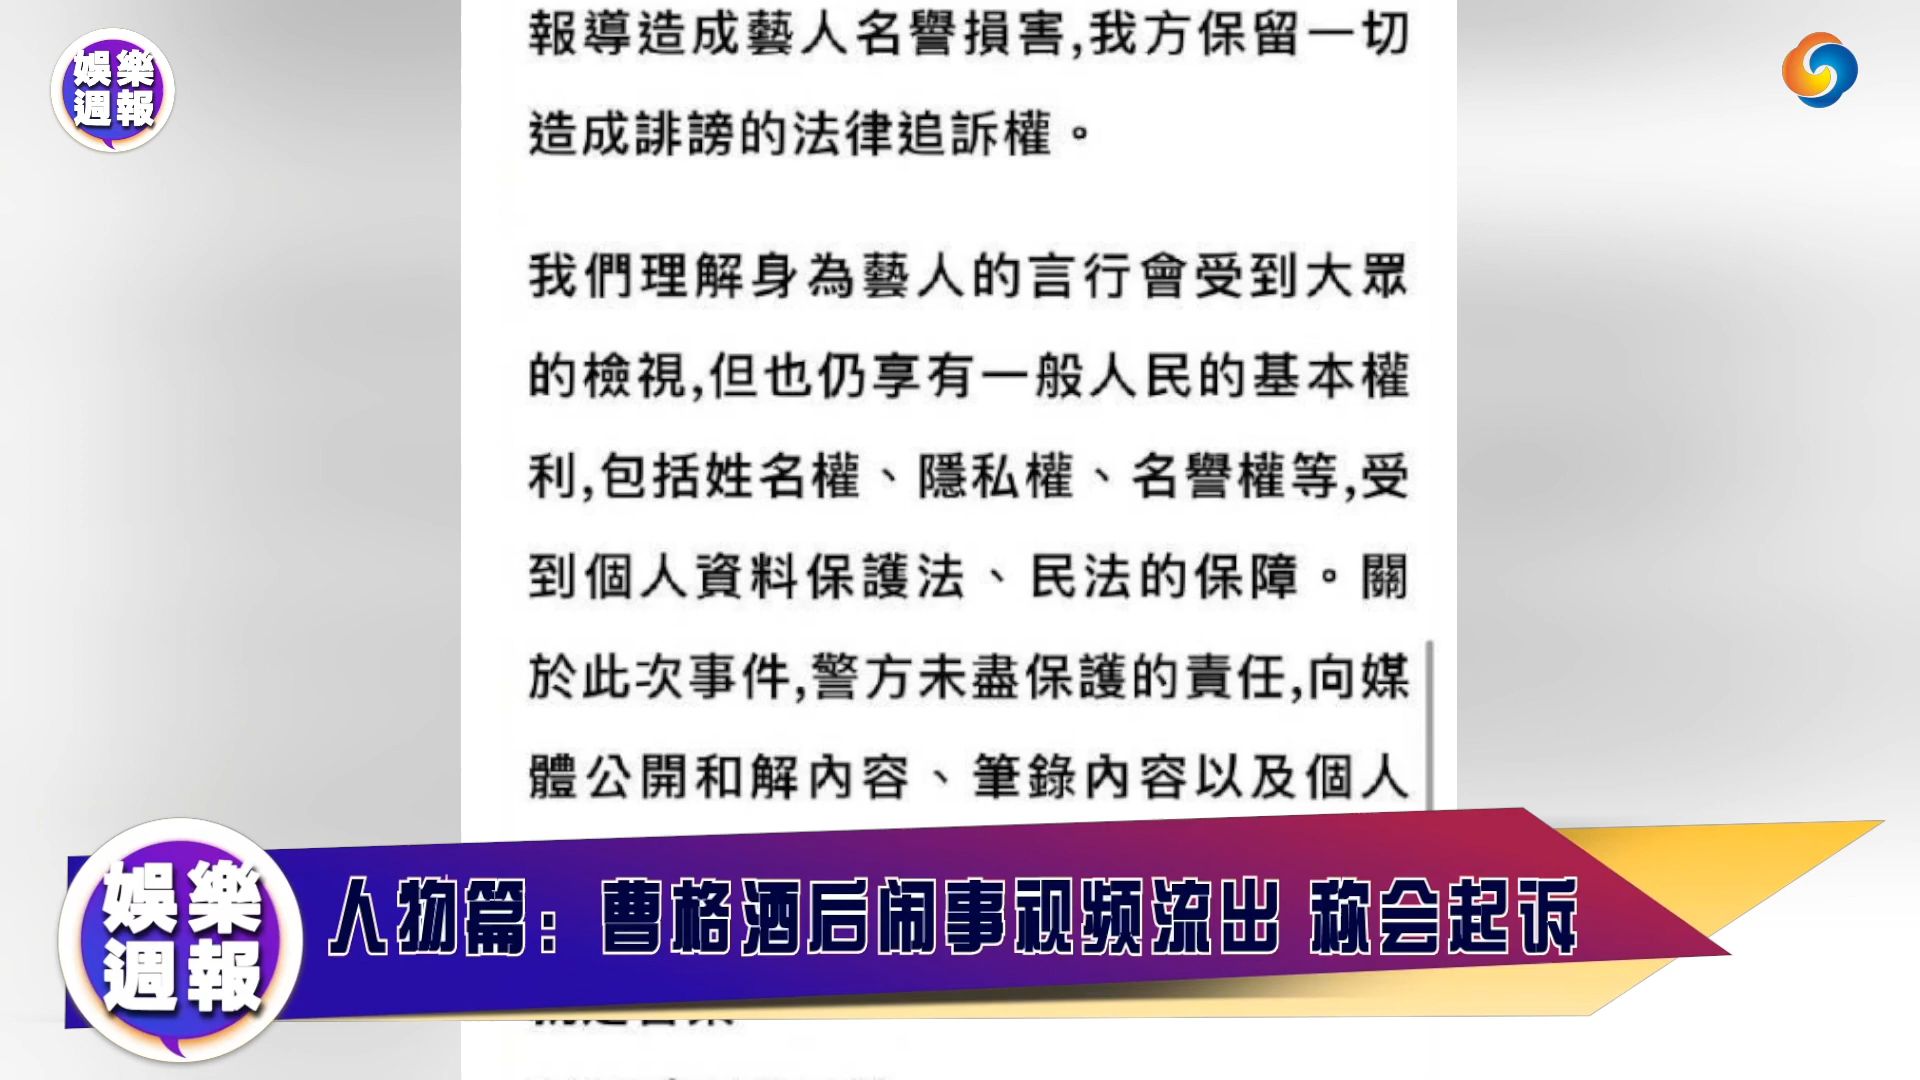 娛樂
週報
報導造成藝人名譽損害,我方保留一切
造成誹謗的法律追訴權。
我們理解身為藝人的言行會受到大眾
的檢視,但也仍享有一般人民的基本權
利,包括姓名權、隱私權、名譽權等,受
到個人資料保護法、民法的保障。關
於此次事件,警方未盡保護的責任,向媒
體公開和解內容、筆錄內容以及個人
娛樂
週報
人物篇：曹格酒后闹事视频流出 称会起诉